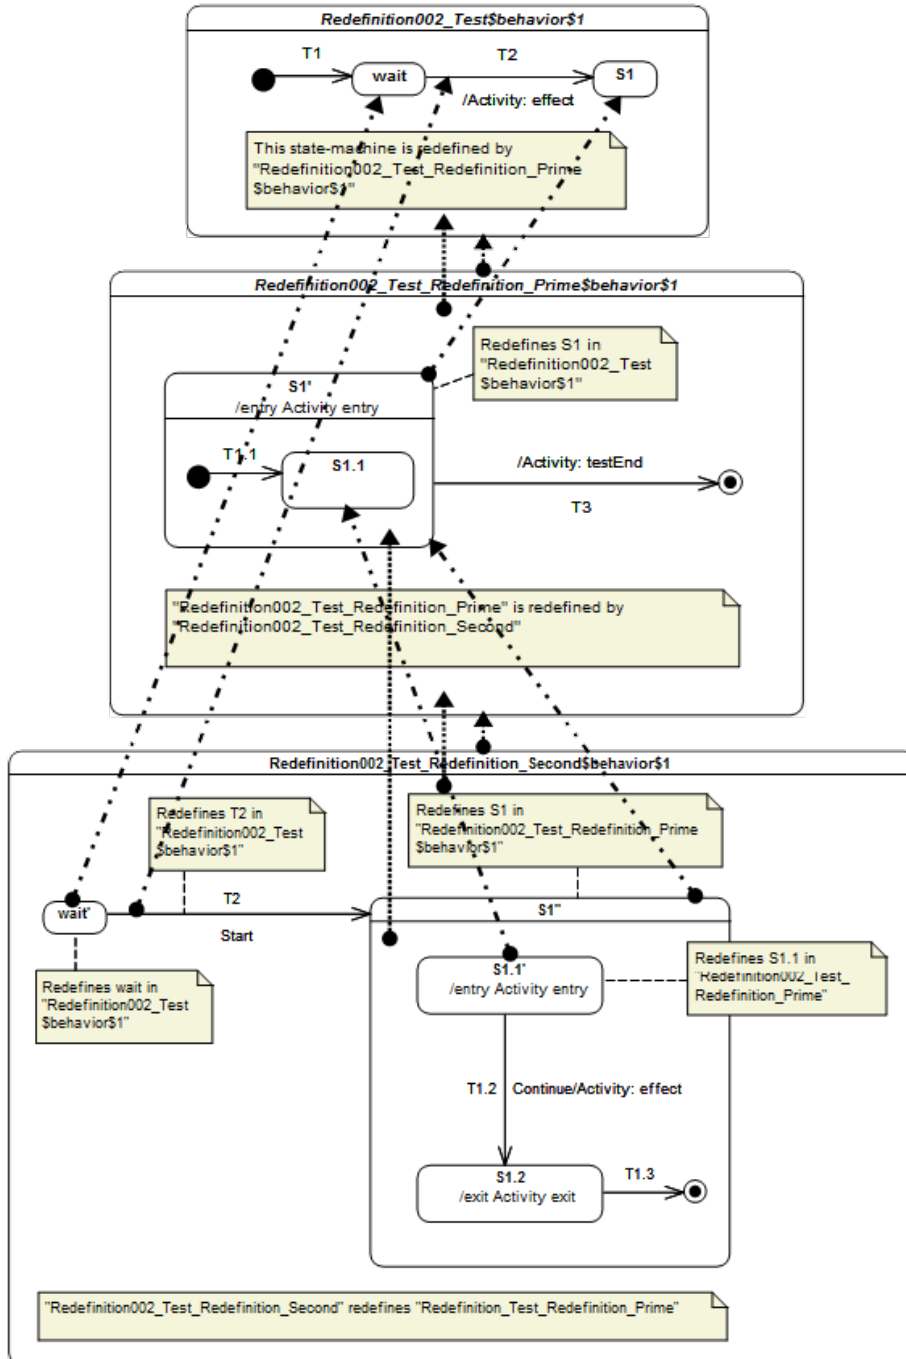 Redefinition002_Test$behavior$1
T1
wait
T2
S1
/Activity: effect
This state-machine is redefined by
"Redefinition002_Test_Redefinition_Prime
$behavior$1"
Redefinition002_Test_Redefinition_Prime$behavior$1
Redefines S1 in
"Redefinition002_Test
$behavior$1"
S1'
/entry Activity entry
T1.1
S1.1
/Activity: testEnd
T3
"Redefinition002_Test_Redefinition_Prime" is redefined by
"Redefinition002_Test_Redefinition_Second"
Redefinition002_Test_Redefinition_Second$behavior$1
Redefines T2 in
"Redefinition002_Test
$behavior$1"
Redefines S1 in
"Redefinition002_Test_Redefinition_Prime
$behavior$1"
wait'
T2
Start
S1"
Redefines wait in
"Redefinition002_Test
$behavior$1"
S1.1'
/entry Activity entry
Redefines S1.1 in
"Redefinition002_Test_
Redefinition_Prime"
T1.2
Continue/Activity: effect
S1.2
/exit Activity exit
T1.3
"Redefinition002_Test_Redefinition_Second" redefines "Redefinition_Test_Redefinition_Prime"